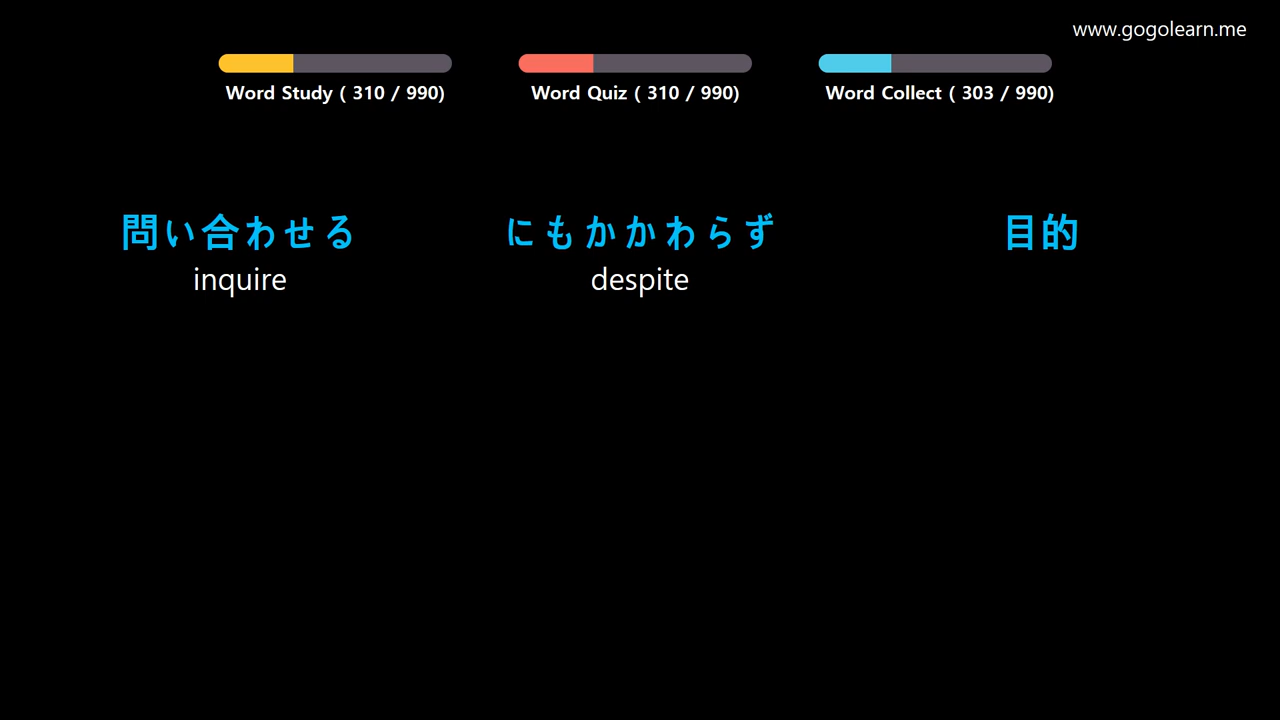 www.gogolearn.me
Word Study ( 310 / 990)
Word Quiz ( 310 / 990)
Word Collect ( 303 / 990)
問い合わせる
inquire
にもかかわらず
despite
目的